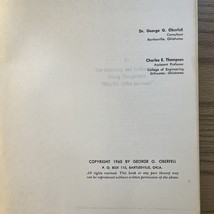 Dr. George G. Oberfell
Consultant
Bartlesville, Oklahoma
Charles E. Thompson
Assistant Professor
College of Engineering
Stillwater, Oklahoma
COPYRIGHT 1960 BY GEORGE G. OBERFELL
P. O. BOX 110, BARTLESVILLE, OKLA.
All rights reserved. This book or any part thereof may
not be reproduced without written permission of the